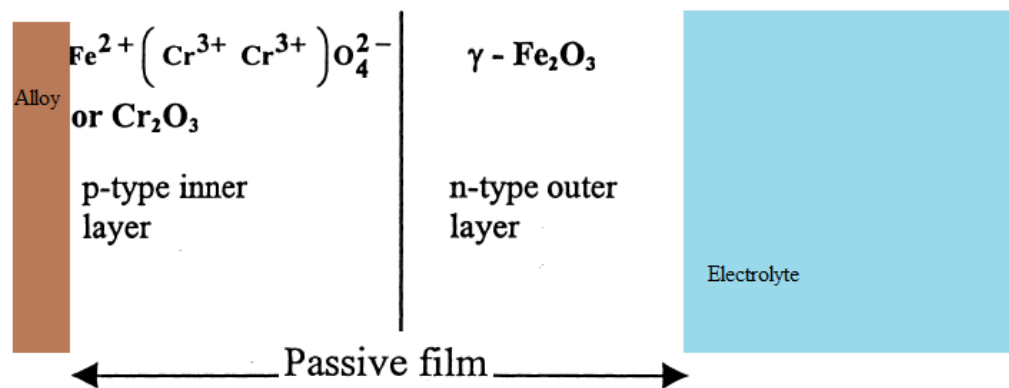 Fe²⁺( Cr³⁺ Cr³⁺ )O₄²⁻
or Cr₂O₃
Alloy
p-type inner
layer
γ - Fe₂O₃
n-type outer
layer
Electrolyte
Passive film